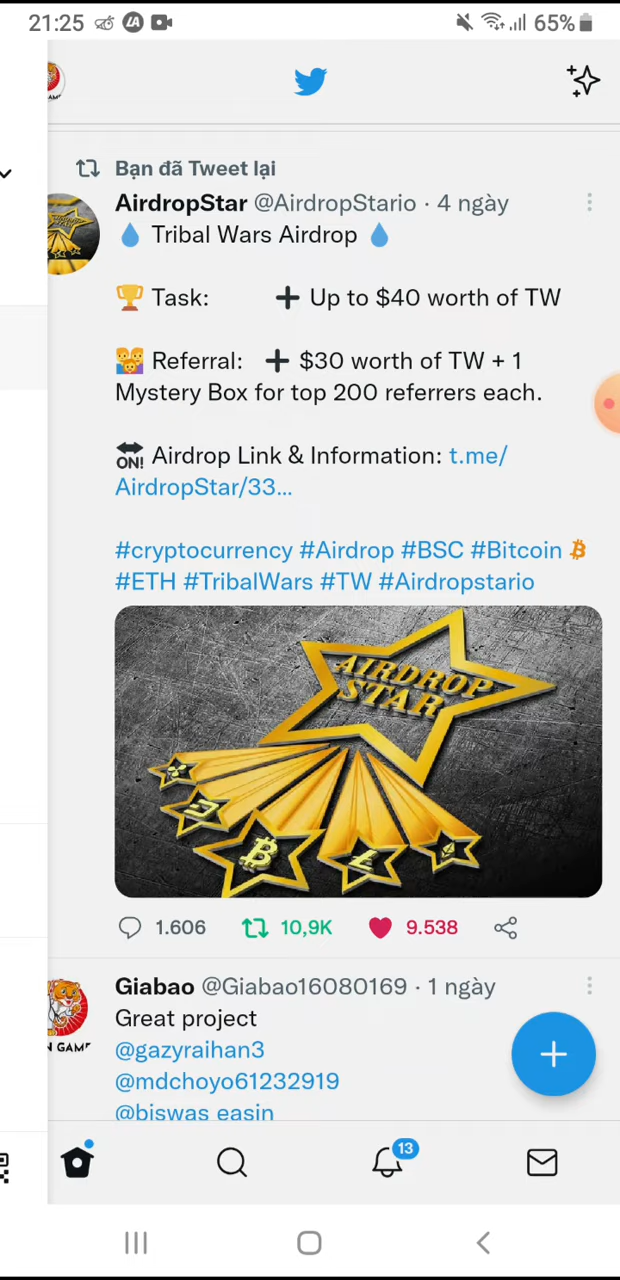 21:25 LA 65%
Bạn đã Tweet lại
AirdropStar @AirdropStario · 4 ngày
Tribal Wars Airdrop
Task: ➕ Up to $40 worth of TW
Referral: ➕ $30 worth of TW + 1
Mystery Box for top 200 referrers each.
ON! Airdrop Link & Information: t.me/
AirdropStar/33...
#cryptocurrency #Airdrop #BSC #Bitcoin
#ETH #TribalWars #TW #Airdropstario
AIRDROP
STAR
1.606 10,9K 9.538
Giabao @Giabao16080169 · 1 ngày
Great project
@gazyraihan3
@mdchoyo61232919
@biswas_easin
13